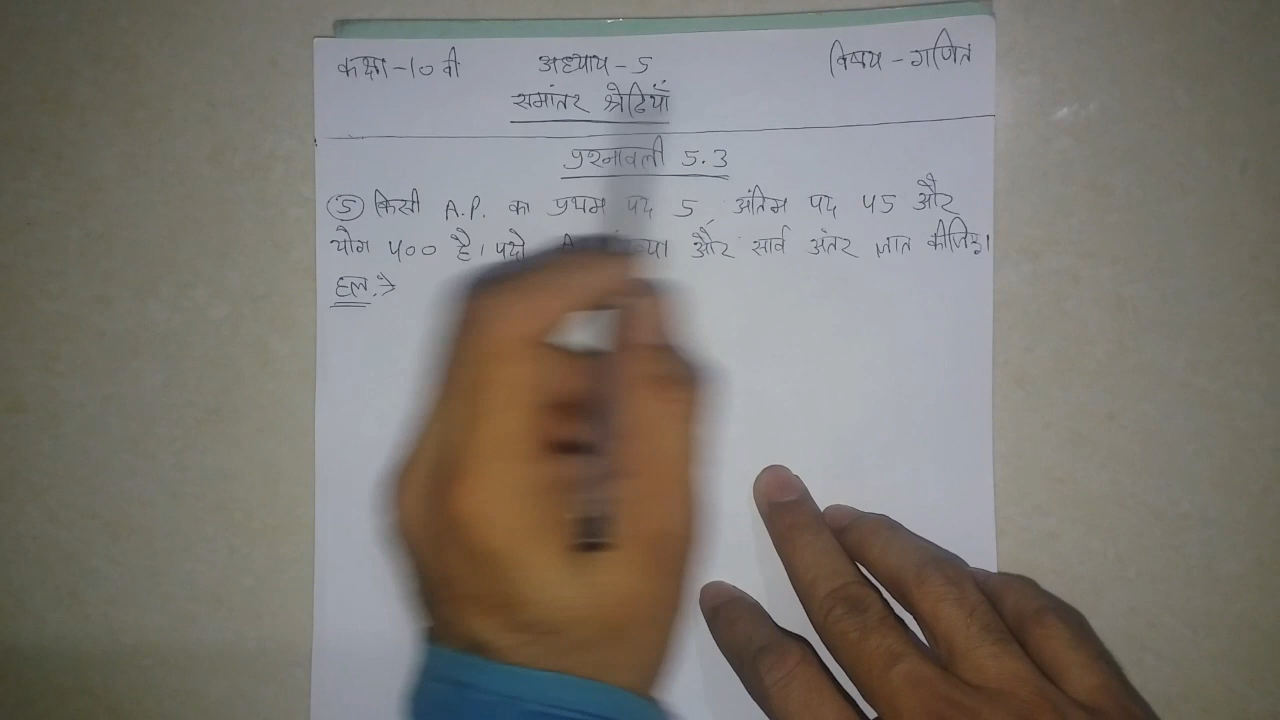 कक्षा-10 वी अध्याय - 5 विषय - गणित
समांतर श्रेढियाँ
प्रश्नावली 5.3
(5) किसी A.P. का प्रथम पद 5, अंतिम पद 45 और
योग 400 है। पदों और सार्व अंतर ज्ञात कीजिए।
हल :→